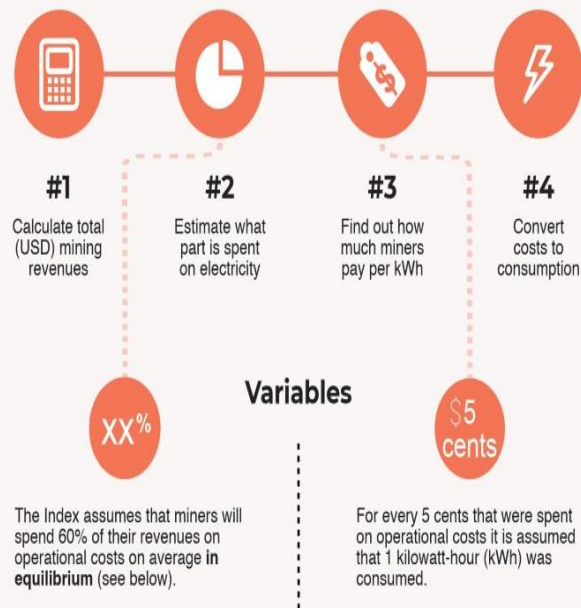 #1
Calculate total
(USD) mining
revenues
#2
Estimate what
part is spent
on electricity
#3
Find out how
much miners
pay per kWh
#4
Convert
costs to
consumption
Variables
XX%
$5
cents
The Index assumes that miners will
spend 60% of their revenues on
operational costs on average in
equilibrium (see below).
For every 5 cents that were spent
on operational costs it is assumed
that 1 kilowatt-hour (kWh) was
consumed.